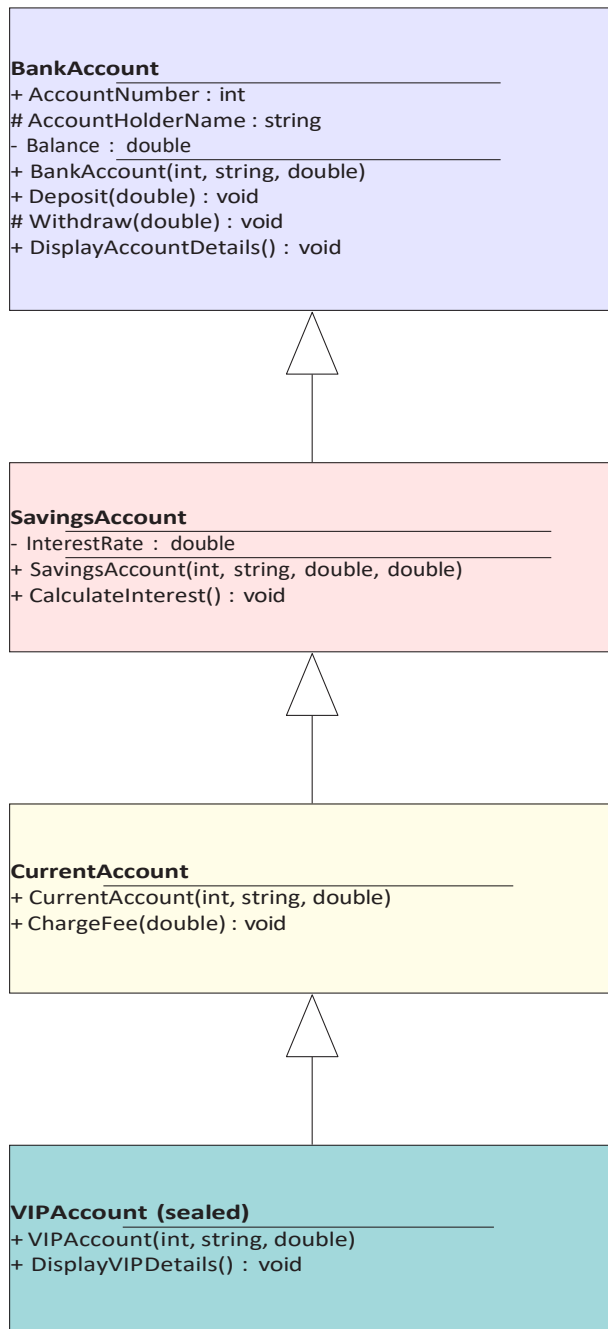 BankAccount
+ AccountNumber : int
# AccountHolderName : string
- Balance : double
+ BankAccount(int, string, double)
+ Deposit(double) : void
# Withdraw(double) : void
+ DisplayAccountDetails() : void
SavingsAccount
- InterestRate : double
+ SavingsAccount(int, string, double, double)
+ CalculateInterest() : void
CurrentAccount
+ CurrentAccount(int, string, double)
+ ChargeFee(double) : void
VIPAccount (sealed)
+ VIPAccount(int, string, double)
+ DisplayVIPDetails() : void